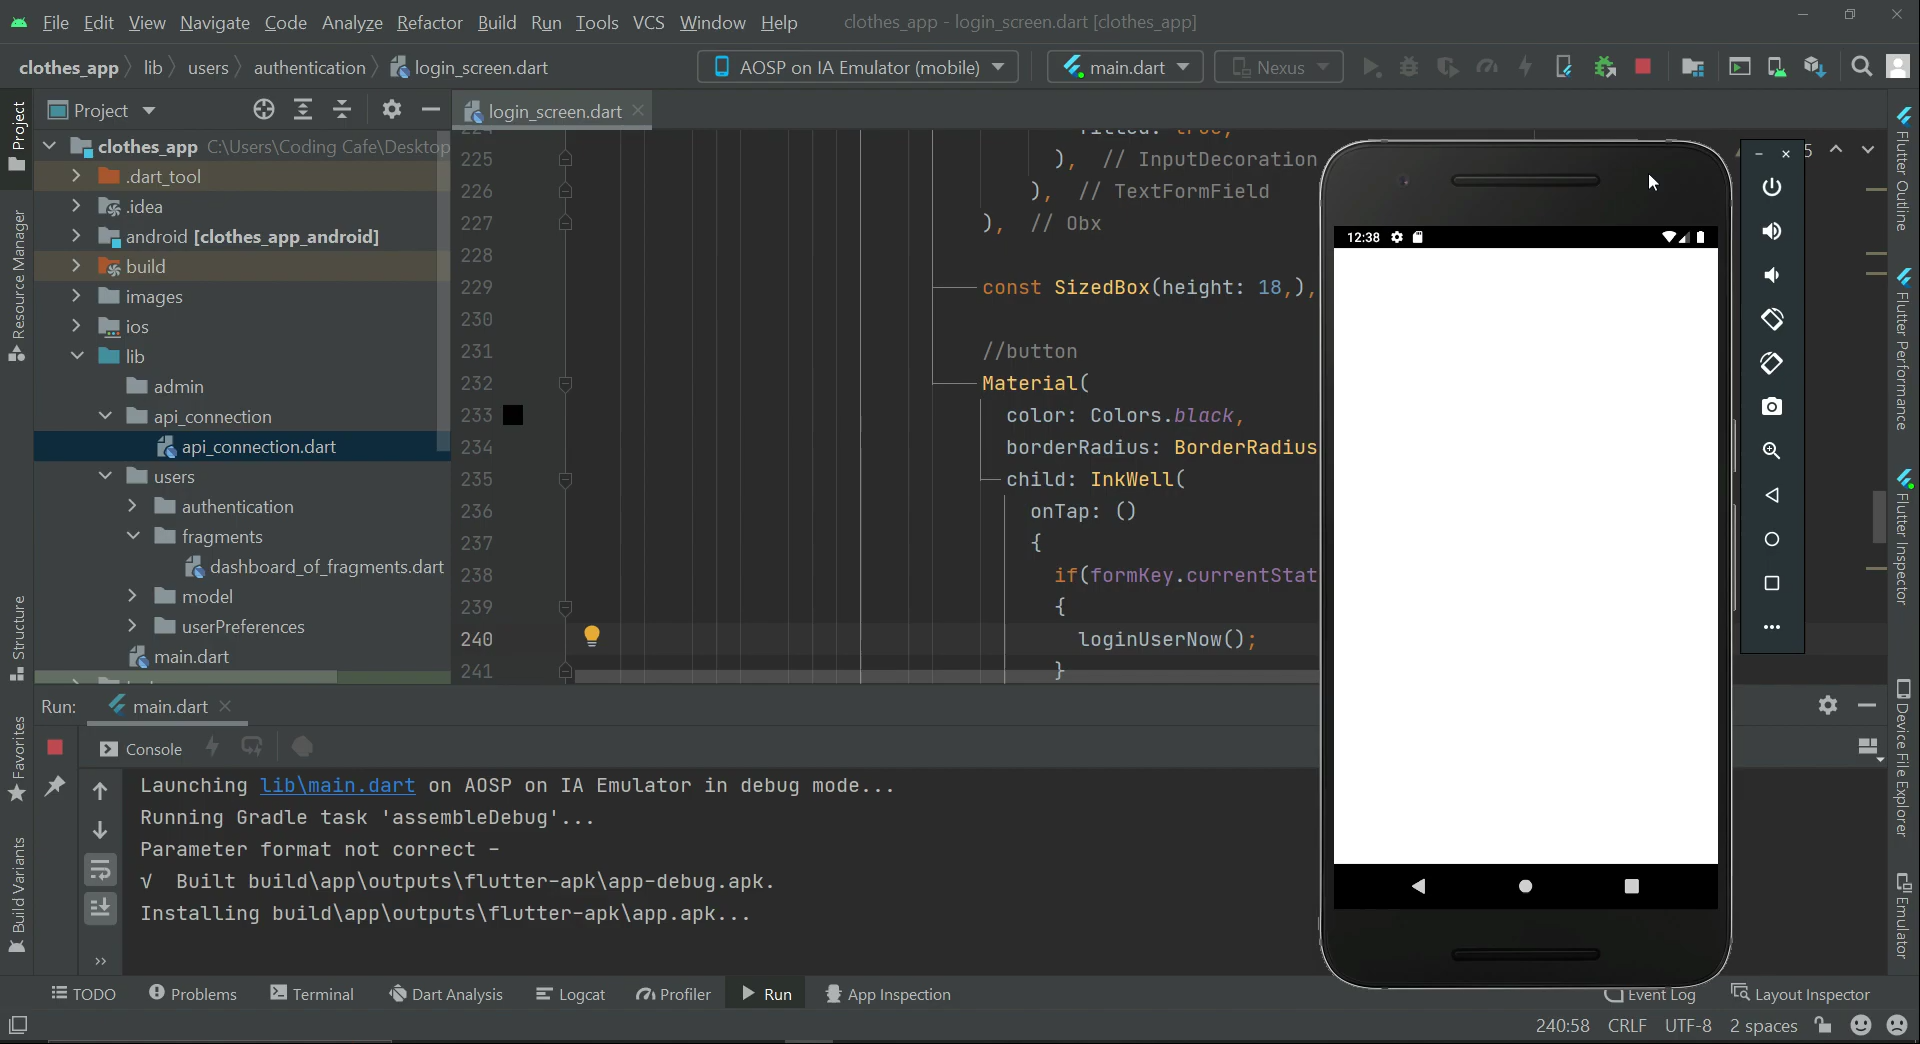 File Edit View Navigate Code Analyze Refactor Build Run Tools VCS Window Help clothes_app - login_screen.dart [clothes_app]
clothes_app lib users authentication login_screen.dart AOSP on IA Emulator (mobile) main.dart Nexus
Project login_screen.dart
clothes_app C:\Users\Coding Cafe\Desktop
.dart_tool
.idea
android [clothes_app_android]
build
images
ios
lib
admin
api_connection
api_connection.dart
users
authentication
fragments
dashboard_of_fragments.dart
model
userPreferences
main.dart
224 filled: true,
225 ), // InputDecoration
226 ), // TextFormField
227 ), // Obx
228
229 const SizedBox(height: 18,),
230
231 //button
232 Material(
233 color: Colors.black,
234 borderRadius: BorderRadius
235 child: InkWell(
236 onTap: ()
237 {
238 if(formKey.currentStat
239 {
240 loginUserNow();
241 }
12:38
5
Project
Resource Manager
Structure
Favorites
Build Variants
Flutter Outline
Flutter Performance
Flutter Inspector
Device File Explorer
Emulator
Run: main.dart
Console
Launching lib\main.dart on AOSP on IA Emulator in debug mode...
Running Gradle task 'assembleDebug'...
Parameter format not correct -
√ Built build\app\outputs\flutter-apk\app-debug.apk.
Installing build\app\outputs\flutter-apk\app.apk...
TODO Problems Terminal Dart Analysis Logcat Profiler Run App Inspection Event Log Layout Inspector
240:58 CRLF UTF-8 2 spaces